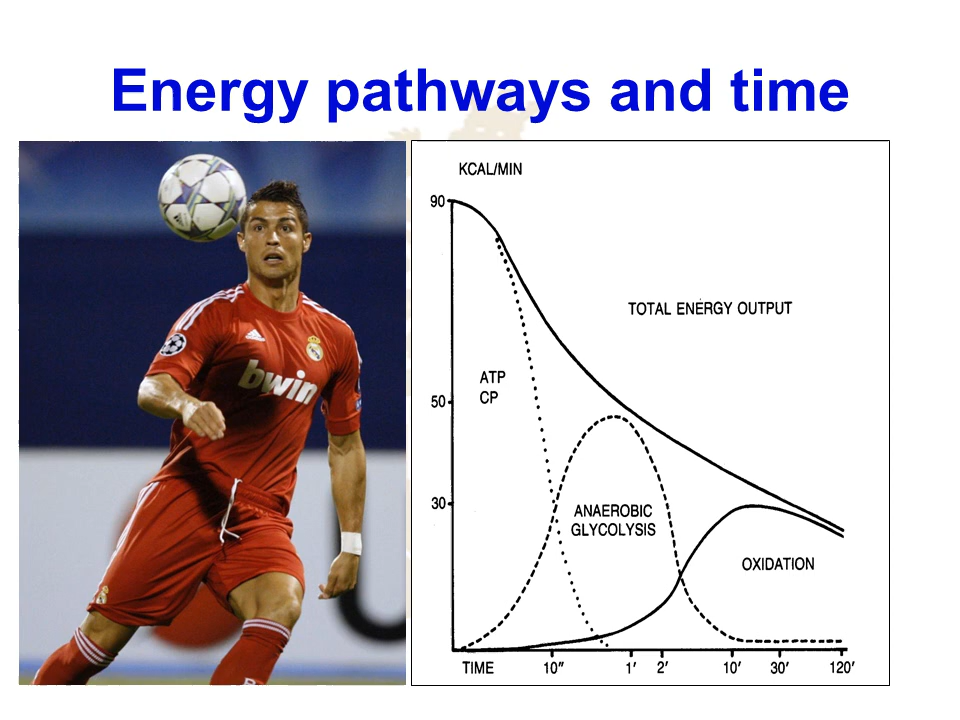 Energy pathways and time
bwin
KCAL/MIN
90
TOTAL ENERGY OUTPUT
ATP
CP
50
30
ANAEROBIC
GLYCOLYSIS
OXIDATION
TIME 10″ 1′ 2′ 10′ 30′ 120′